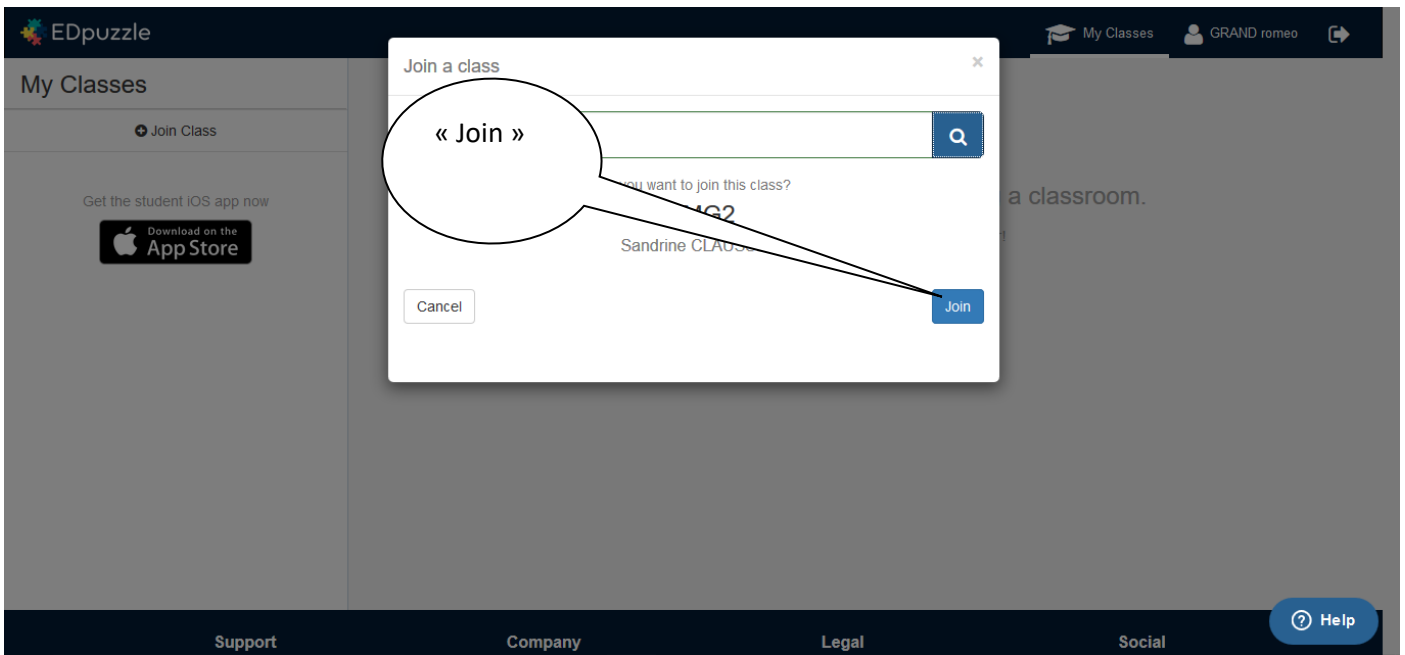 EDpuzzle
My Classes
GRAND romeo
My Classes
Join Class
Get the student iOS app now
Download on the
App Store
Join a class
×
« Join »
you want to join this class?
Sandrine
Cancel
Join
a classroom.
Help
Support
Company
Legal
Social